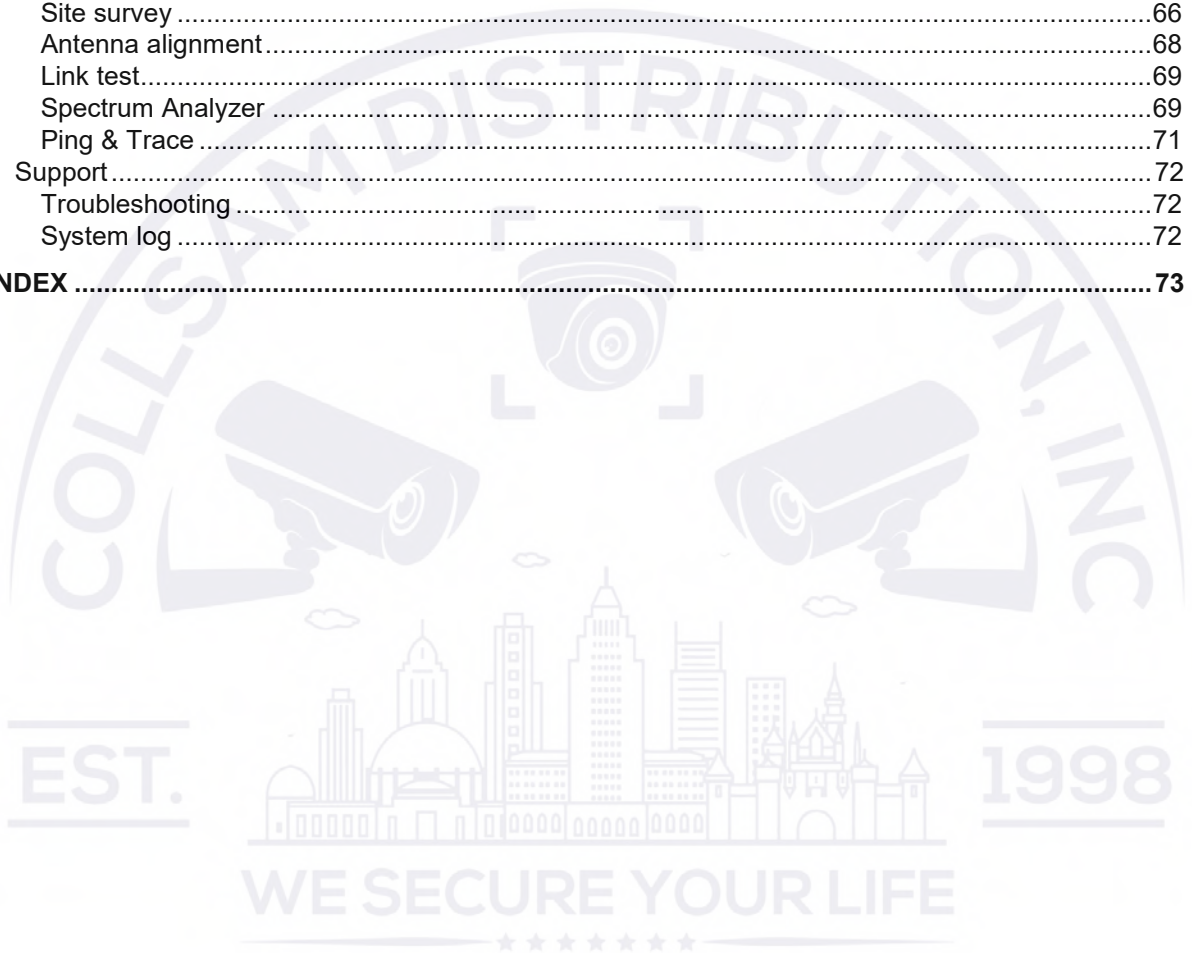 Site survey ........ 66
Antenna alignment ........ 68
Link test ........ 69
Spectrum Analyzer ........ 69
Ping & Trace ........ 71
Support ........ 72
Troubleshooting ........ 72
System log ........ 72
NDEX ........ 73
COLLSAM DISTRIBUTION, INC
EST. 1998
WE SECURE YOUR LIFE